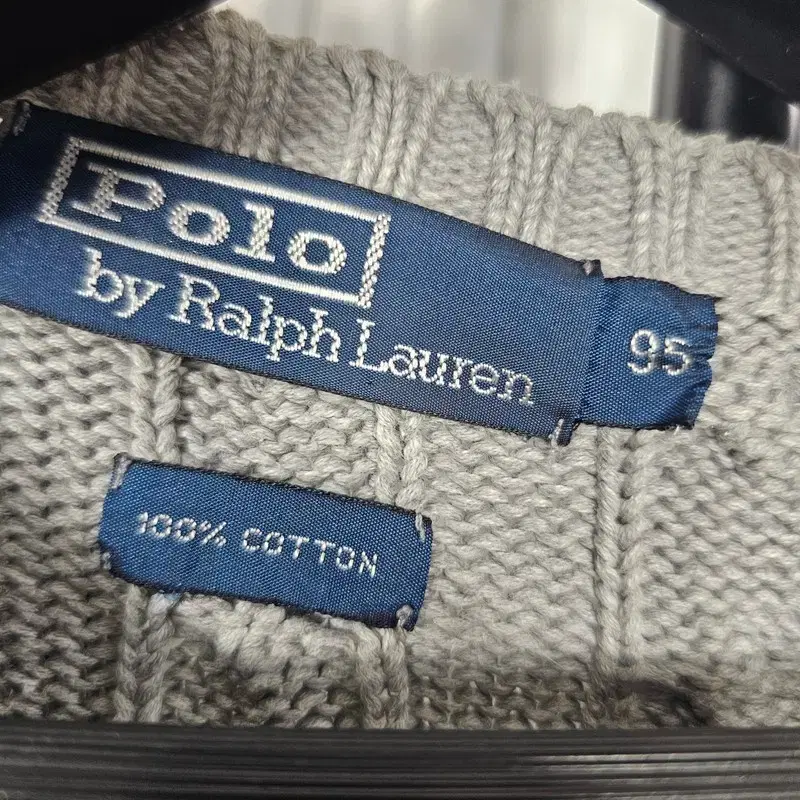 Polo
by Ralph Lauren
95
100% COTTON